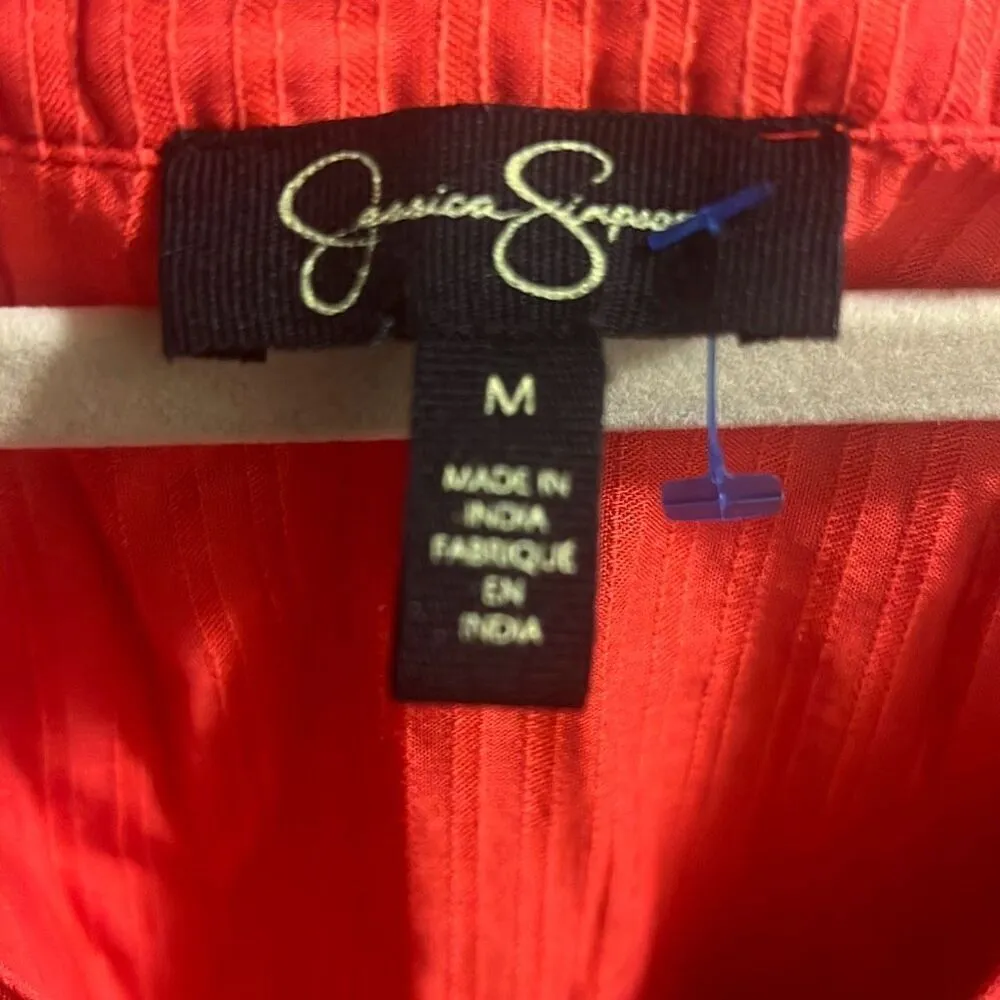 Jessica Simpson
M
MADE IN
INDIA
FABRIQUÉ
EN
INDIA